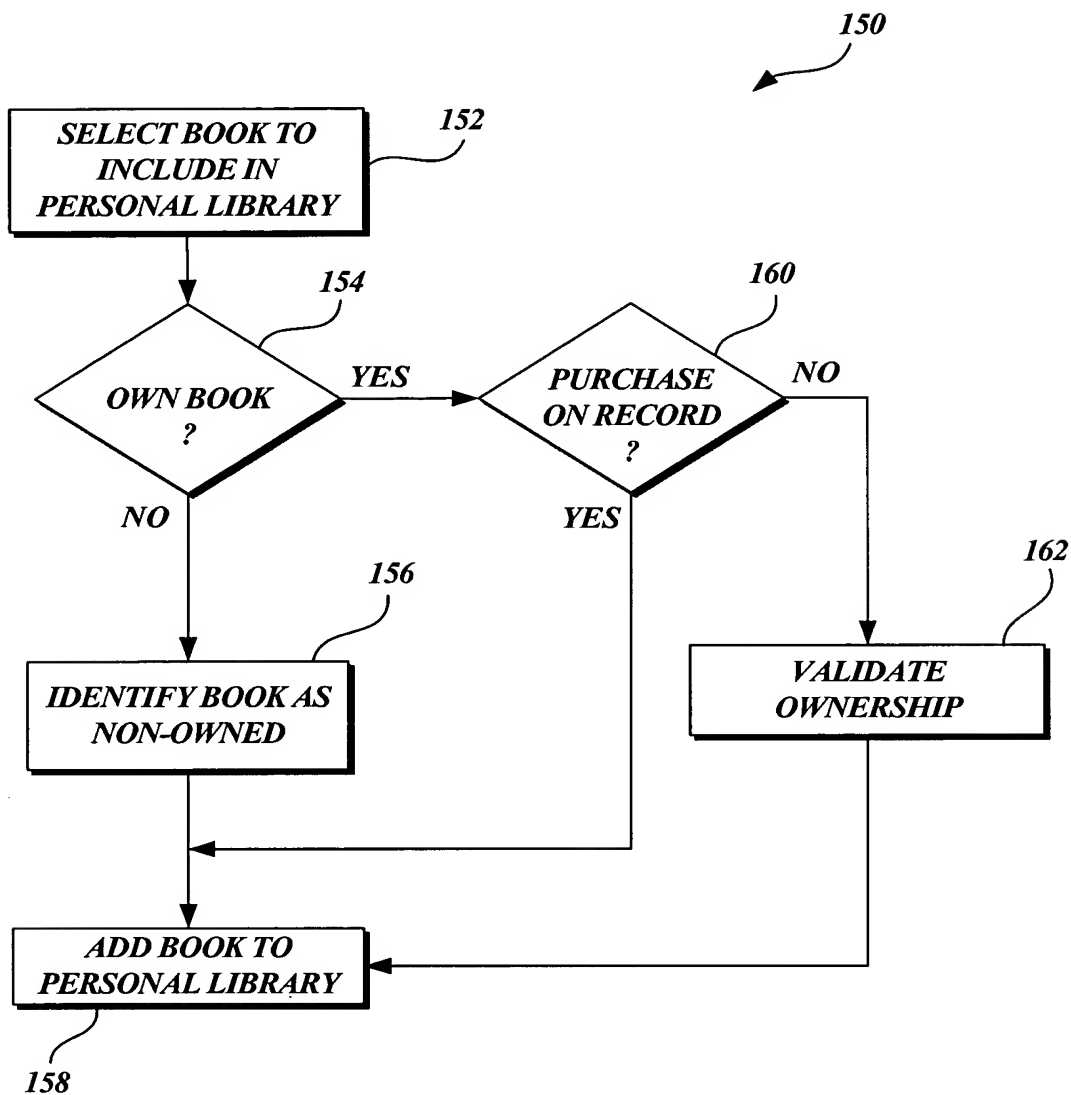 150
SELECT BOOK TO
INCLUDE IN
PERSONAL LIBRARY
152
154
160
OWN BOOK
?
YES
PURCHASE
ON RECORD
?
NO
NO
YES
156
162
IDENTIFY BOOK AS
NON-OWNED
VALIDATE
OWNERSHIP
ADD BOOK TO
PERSONAL LIBRARY
158